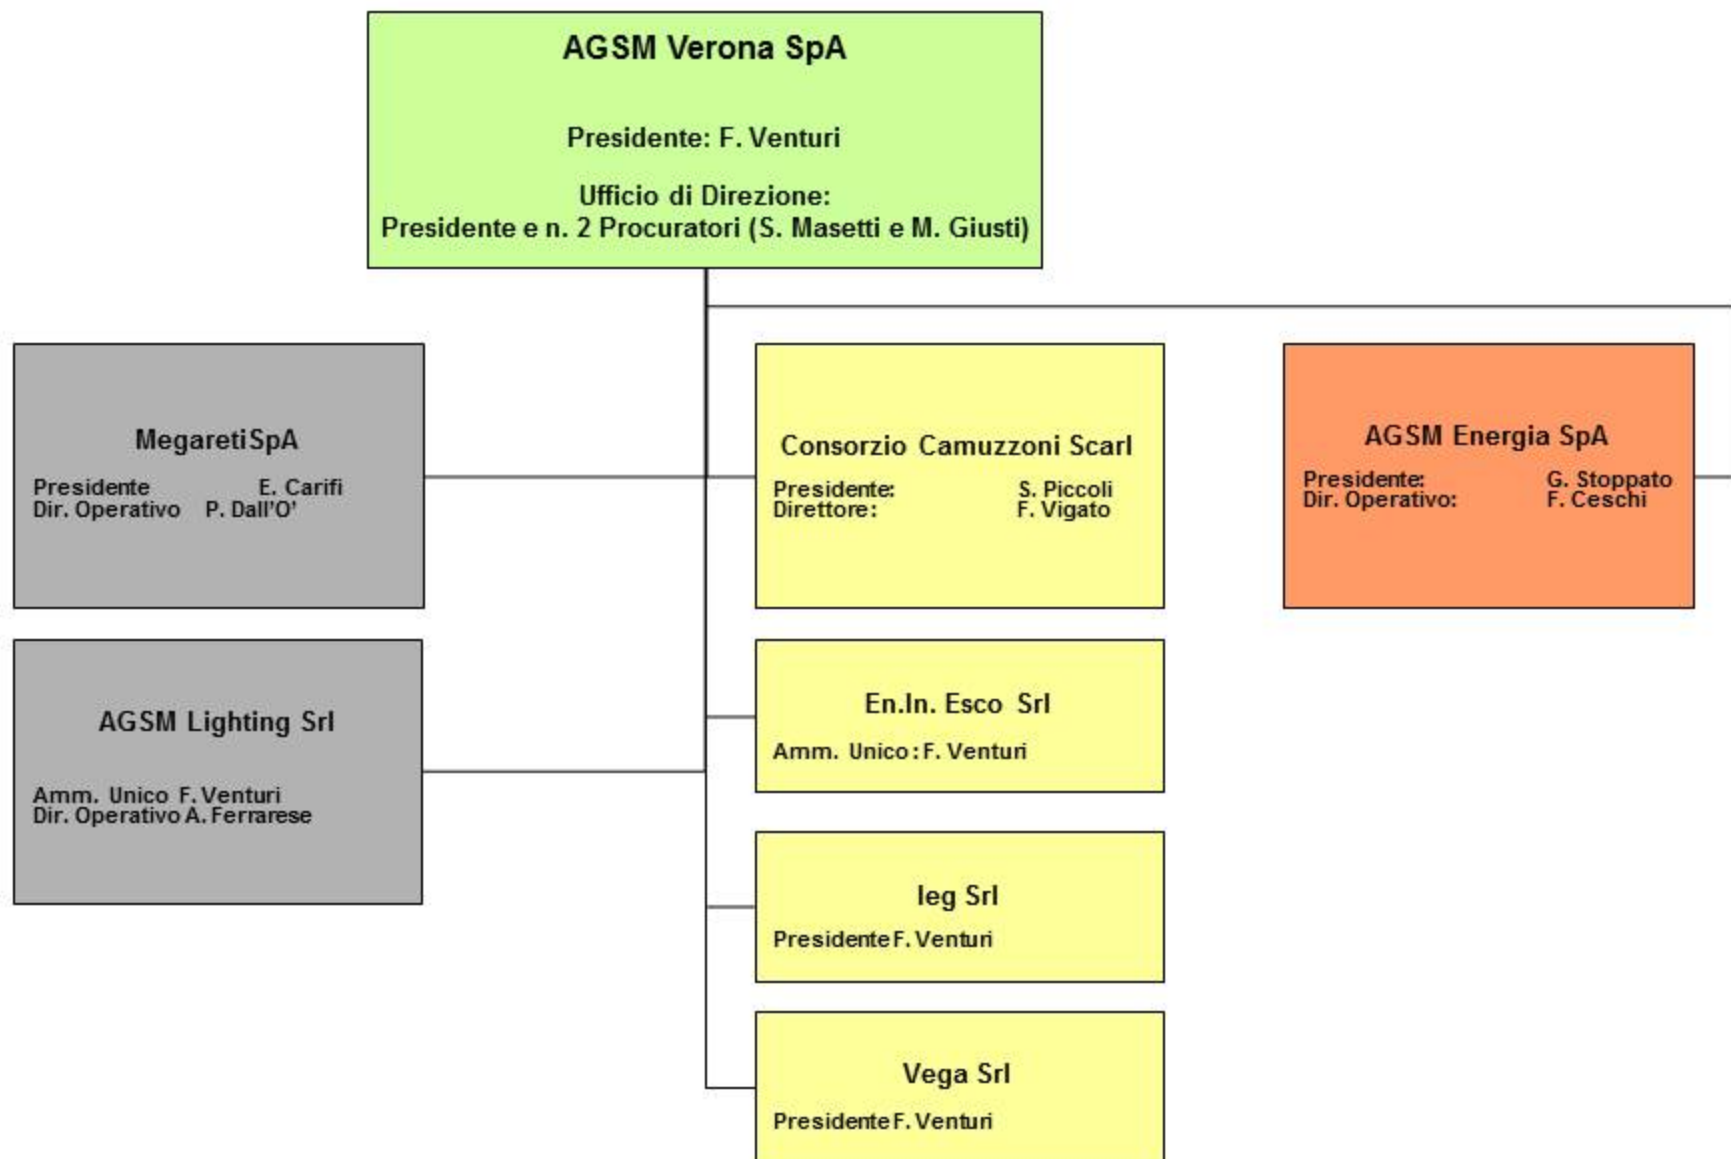 AGSM Verona SpA
Presidente: F. Venturi
Ufficio di Direzione:
Presidente e n. 2 Procuratori (S. Masetti e M. Giusti)
Megareti SpA
Presidente E. Carifi
Dir. Operativo P. Dall'O'
Consorzio Camuzzoni Scarl
Presidente: S. Piccoli
Direttore: F. Vigato
AGSM Energia SpA
Presidente: G. Stoppato
Dir. Operativo: F. Ceschi
AGSM Lighting Srl
Amm. Unico F. Venturi
Dir. Operativo A. Ferrarese
En.In. Esco Srl
Amm. Unico: F. Venturi
Ieg Srl
Presidente F. Venturi
Vega Srl
Presidente F. Venturi